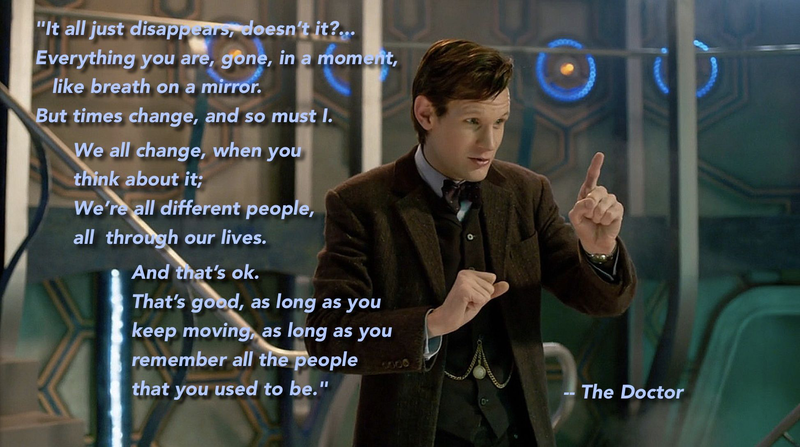 "It all just disappears, doesn't it?...
Everything you are, gone, in a moment,
like breath on a mirror.
But times change, and so must I.
We all change, when you
think about it;
We're all different people,
all through our lives.
And that's ok.
That's good, as long as you
keep moving, as long as you
remember all the people
that you used to be."
-- The Doctor